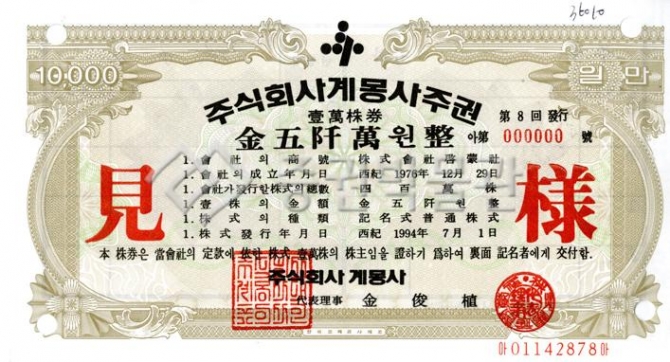 36010
10,000
일만
주식회사계몽사주권
壹萬株券
第8回發行
金五阡萬원整
아第 000000 號
見 樣
1. 會社의商號 株式會社啓蒙社
1. 會社의成立年月日 西紀 1976年 12月 29日
1. 會社가發行할株式의總數 四百萬株
1. 壹株의金額 金五阡원整
1. 株式의種類 記名式普通株式
1. 株式發行年月日 西紀 1994年 7月 1日
本 株券은 當會社의 定款에 依한 株式 壹萬株의 株主임을 證하기 爲하여 裏面 記名者에게 交付함.
주식회사 계몽사
代表理事 金俊植
아01142878아